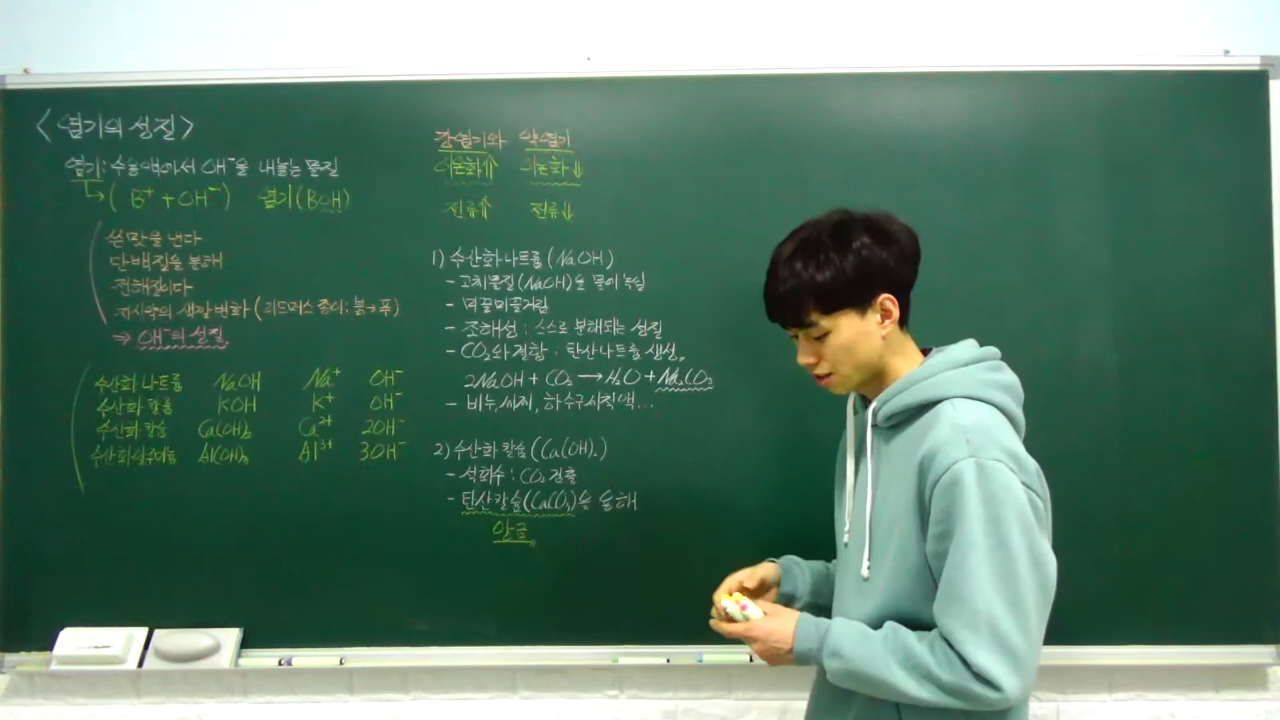 <염기의 성질>
염기: 수용액에서 OH⁻을 내놓는 물질
↳( B⁺ + OH⁻ ) 염기(BOH)
쓴맛을 낸다
단백질을 분해
전해질이다
지시약의 색깔변화 (리트머스 종이: 붉→푸)
⇒ OH⁻의 성질
수산화 나트륨 NaOH Na⁺ OH⁻
수산화 칼륨 KOH K⁺ OH⁻
수산화 칼슘 Ca(OH)₂ Ca²⁺ 2OH⁻
수산화알루미늄 Al(OH)₃ Al³⁺ 3OH⁻
강염기와 약염기
이온화⇑ 이온화↓
전류⇑ 전류↓
1) 수산화 나트륨 (NaOH)
- 고체물질(NaOH)은 물에 녹임
- 미끌미끌거림
- 조해성 : 스스로 분해되는 성질
- CO₂와 결합 : 탄산나트륨 생성
2NaOH + CO₂ → H₂O + Na₂CO₃
- 비누, 세제, 하수구세척액...
2) 수산화 칼슘 (Ca(OH)₂)
- 석회수 : CO₂ 검출
- 탄산칼슘(CaCO₃)을 통해
앙금